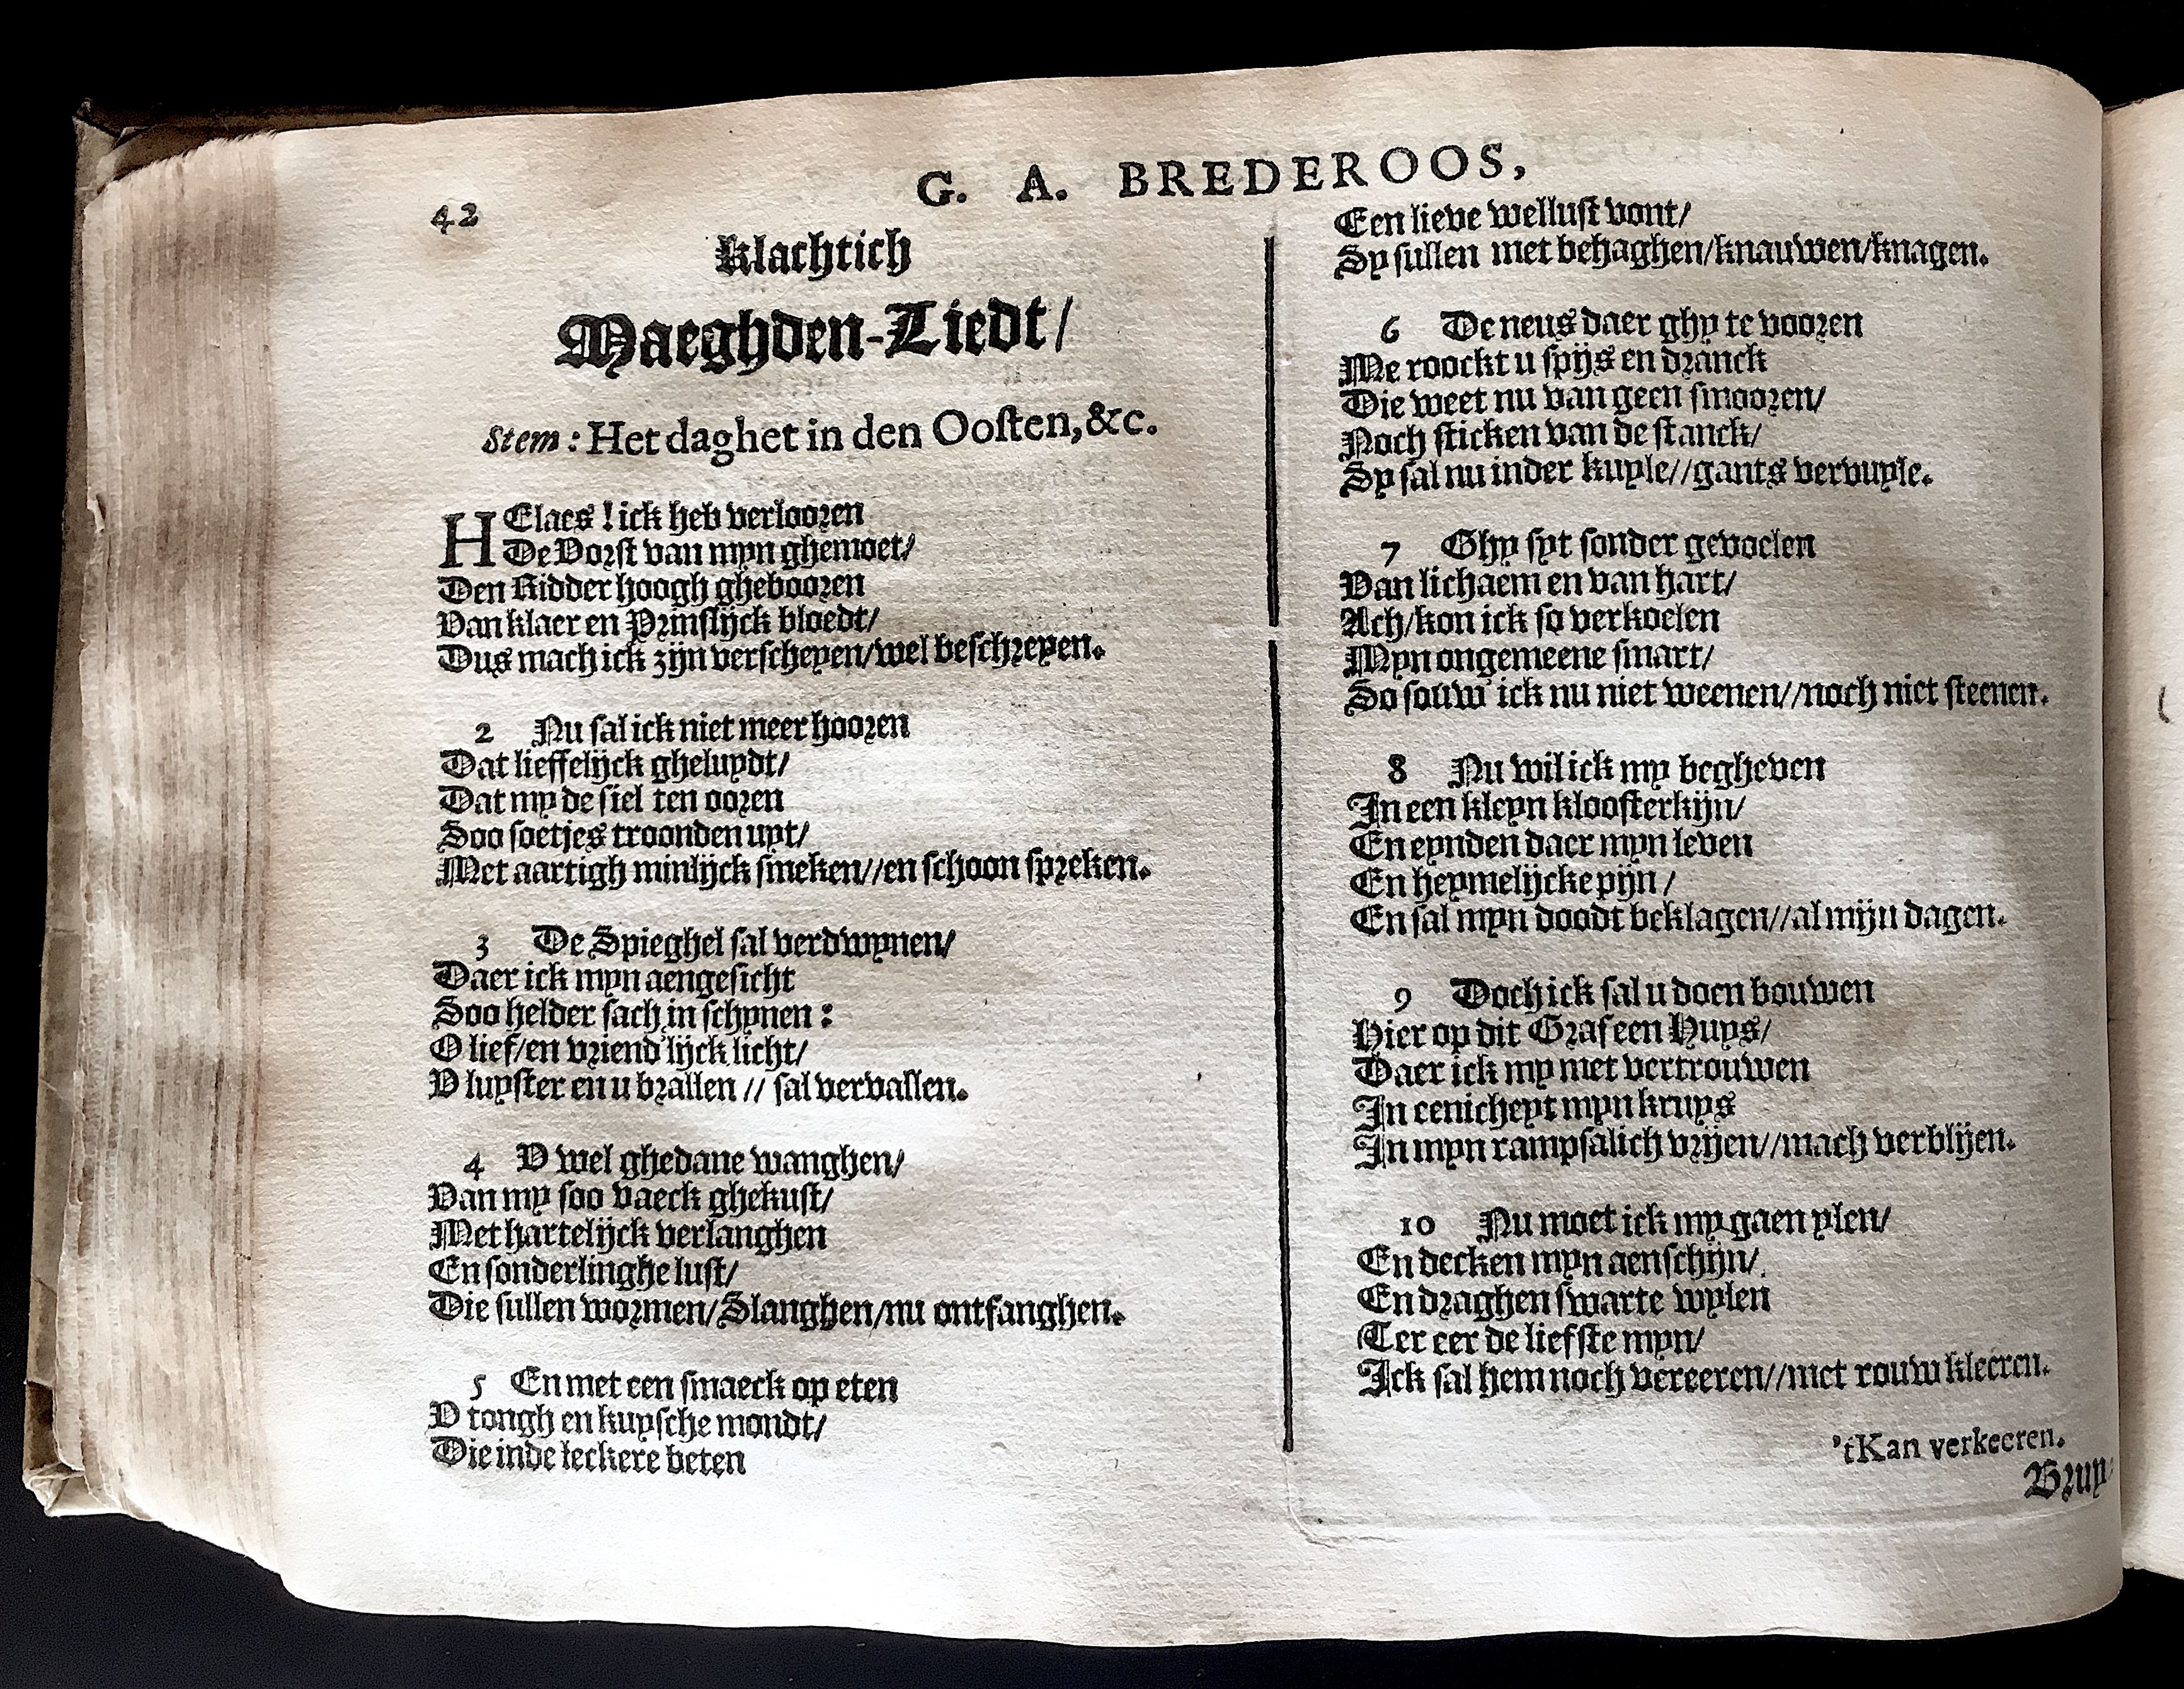 42
G. A. BREDEROOS,
Klachtich
Maeghden-Liedt/
Stem: Het daghet in den Oosten, &c.
HElaes! ick heb verlooren
De Vorst van myn ghemoet/
Den Ridder hoogh ghebooren
Van klaer en Prinslijck bloedt/
Dus mach ick zijn verscheyen/wel beschreyen.
2 Nu sal ick niet meer hooren
Dat lieffelijck gheluydt/
Dat my de siel ten ooren
Soo soetjes troonden uyt/
Met aartigh minlijck smeken//en schoon spreken.
3 De Spieghel sal verdwynen/
Daer ick myn aengesicht
Soo helder sach in schynen:
O lief/en vriend'lijck licht/
V luyster en u brallen // sal vervallen.
4 V wel ghedane wanghen/
Van my soo vaeck ghekust/
Met hartelijck verlanghen
En sonderlinghe lust/
Die sullen wormen/Slanghen/nu ontfanghen.
5 En met een smaeck op eten
V tongh en kuysche mondt/
Die inde leckere beten
Een lieve wellust vont/
Sy sullen met behaghen/knauwen/knagen.
6 De neus daer ghy te vooren
Me roockt u spijs en dranck
Die weet nu van geen smooren/
Noch sticken van de stanck/
Sy sal nu inder kuyle//gants vervuyle.
7 Ghy syt sonder gevoelen
Van lichaem en van hart/
Ach/kon ick so verkoelen
Myn ongemeene smart/
So souw' ick nu niet weenen//noch niet steenen.
8 Nu wil ick my begheven
In een kleyn kloosterkijn/
En eynden daer myn leven
En heymelijcke pijn/
En sal myn doodt beklagen//al mijn dagen.
9 Doch ick sal u doen bouwen
Hier op dit Graf een Huys/
Daer ick my met vertrouwen
In eenicheyt myn kruys
In myn rampsalich vrijen//mach verblijen.
10 Nu moet ick my gaen ylen/
En decken myn aenschijn/
En draghen swarte wylen
Ter eer de liefste myn/
Ick sal hem noch vereeren//met rouw kleeren.
'tKan verkeeren.
Bruy-